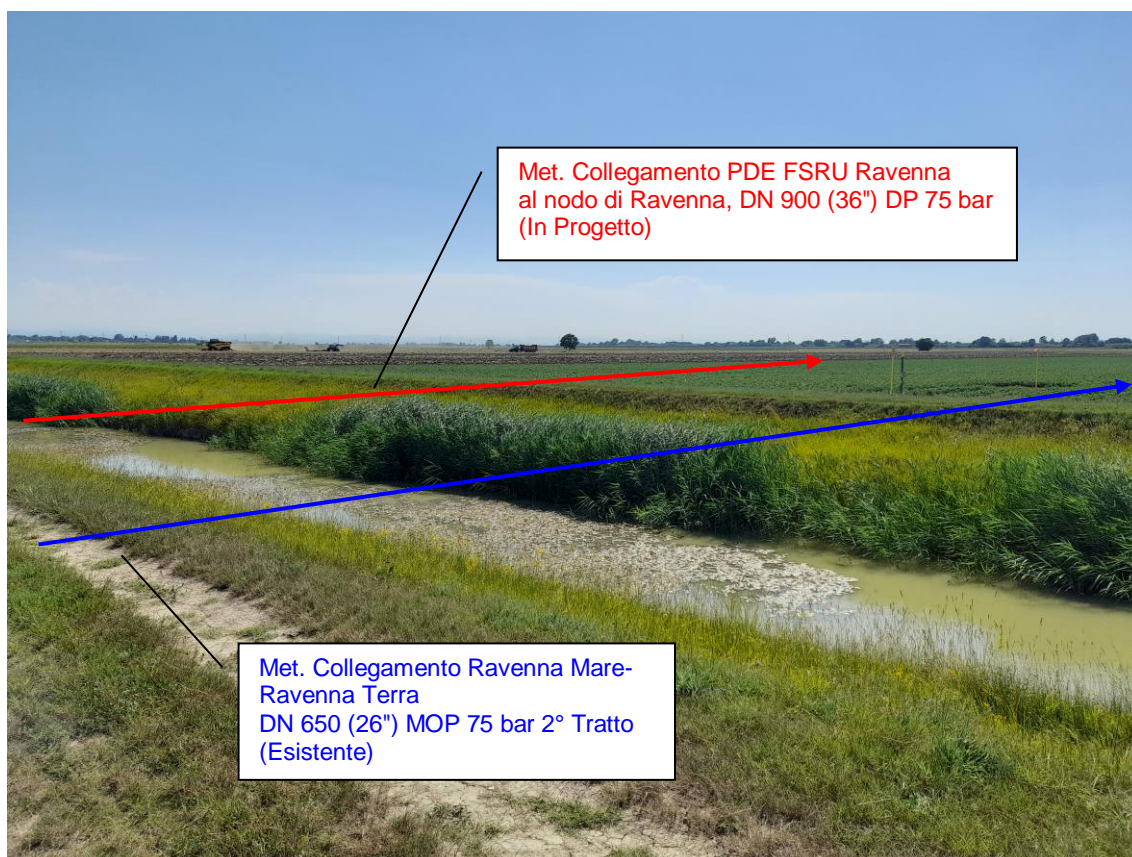 Met. Collegamento PDE FSRU Ravenna
al nodo di Ravenna, DN 900 (36") DP 75 bar
(In Progetto)
Met. Collegamento Ravenna Mare-
Ravenna Terra
DN 650 (26") MOP 75 bar 2° Tratto
(Esistente)